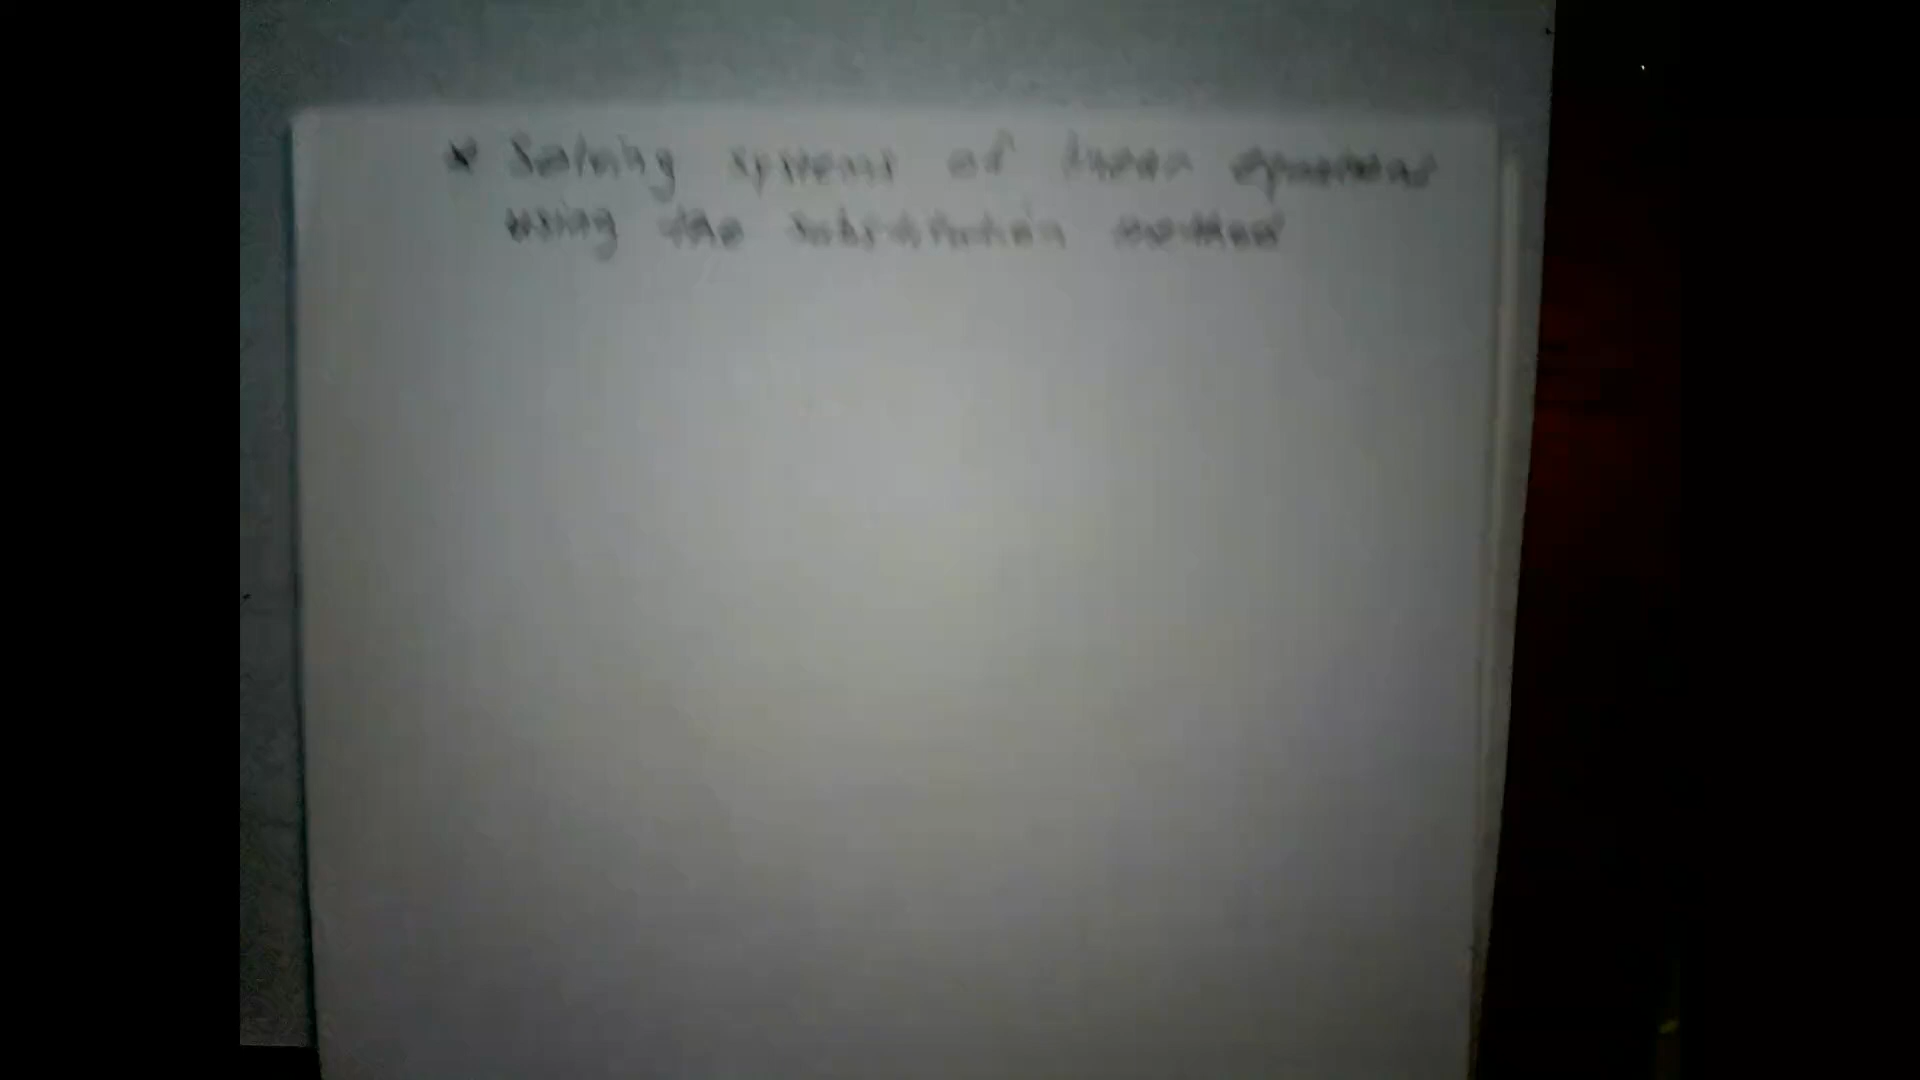 * Solving systems of linear equations
using the substitution method